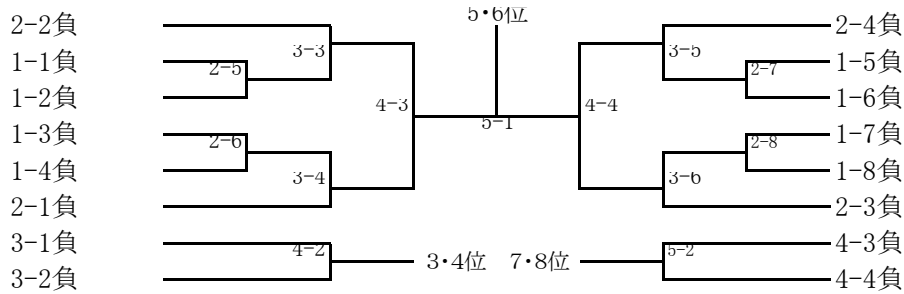 5・6位
2-2負 2-4負
3-3 3-5
1-1負 2-5 2-7 1-5負
1-2負 1-6負
4-3 5-1 4-4
1-3負 2-6 2-8 1-7負
1-4負 1-8負
3-4 3-6
2-1負 2-3負
3-1負 4-2 3・4位 7・8位 5-2 4-3負
3-2負 4-4負